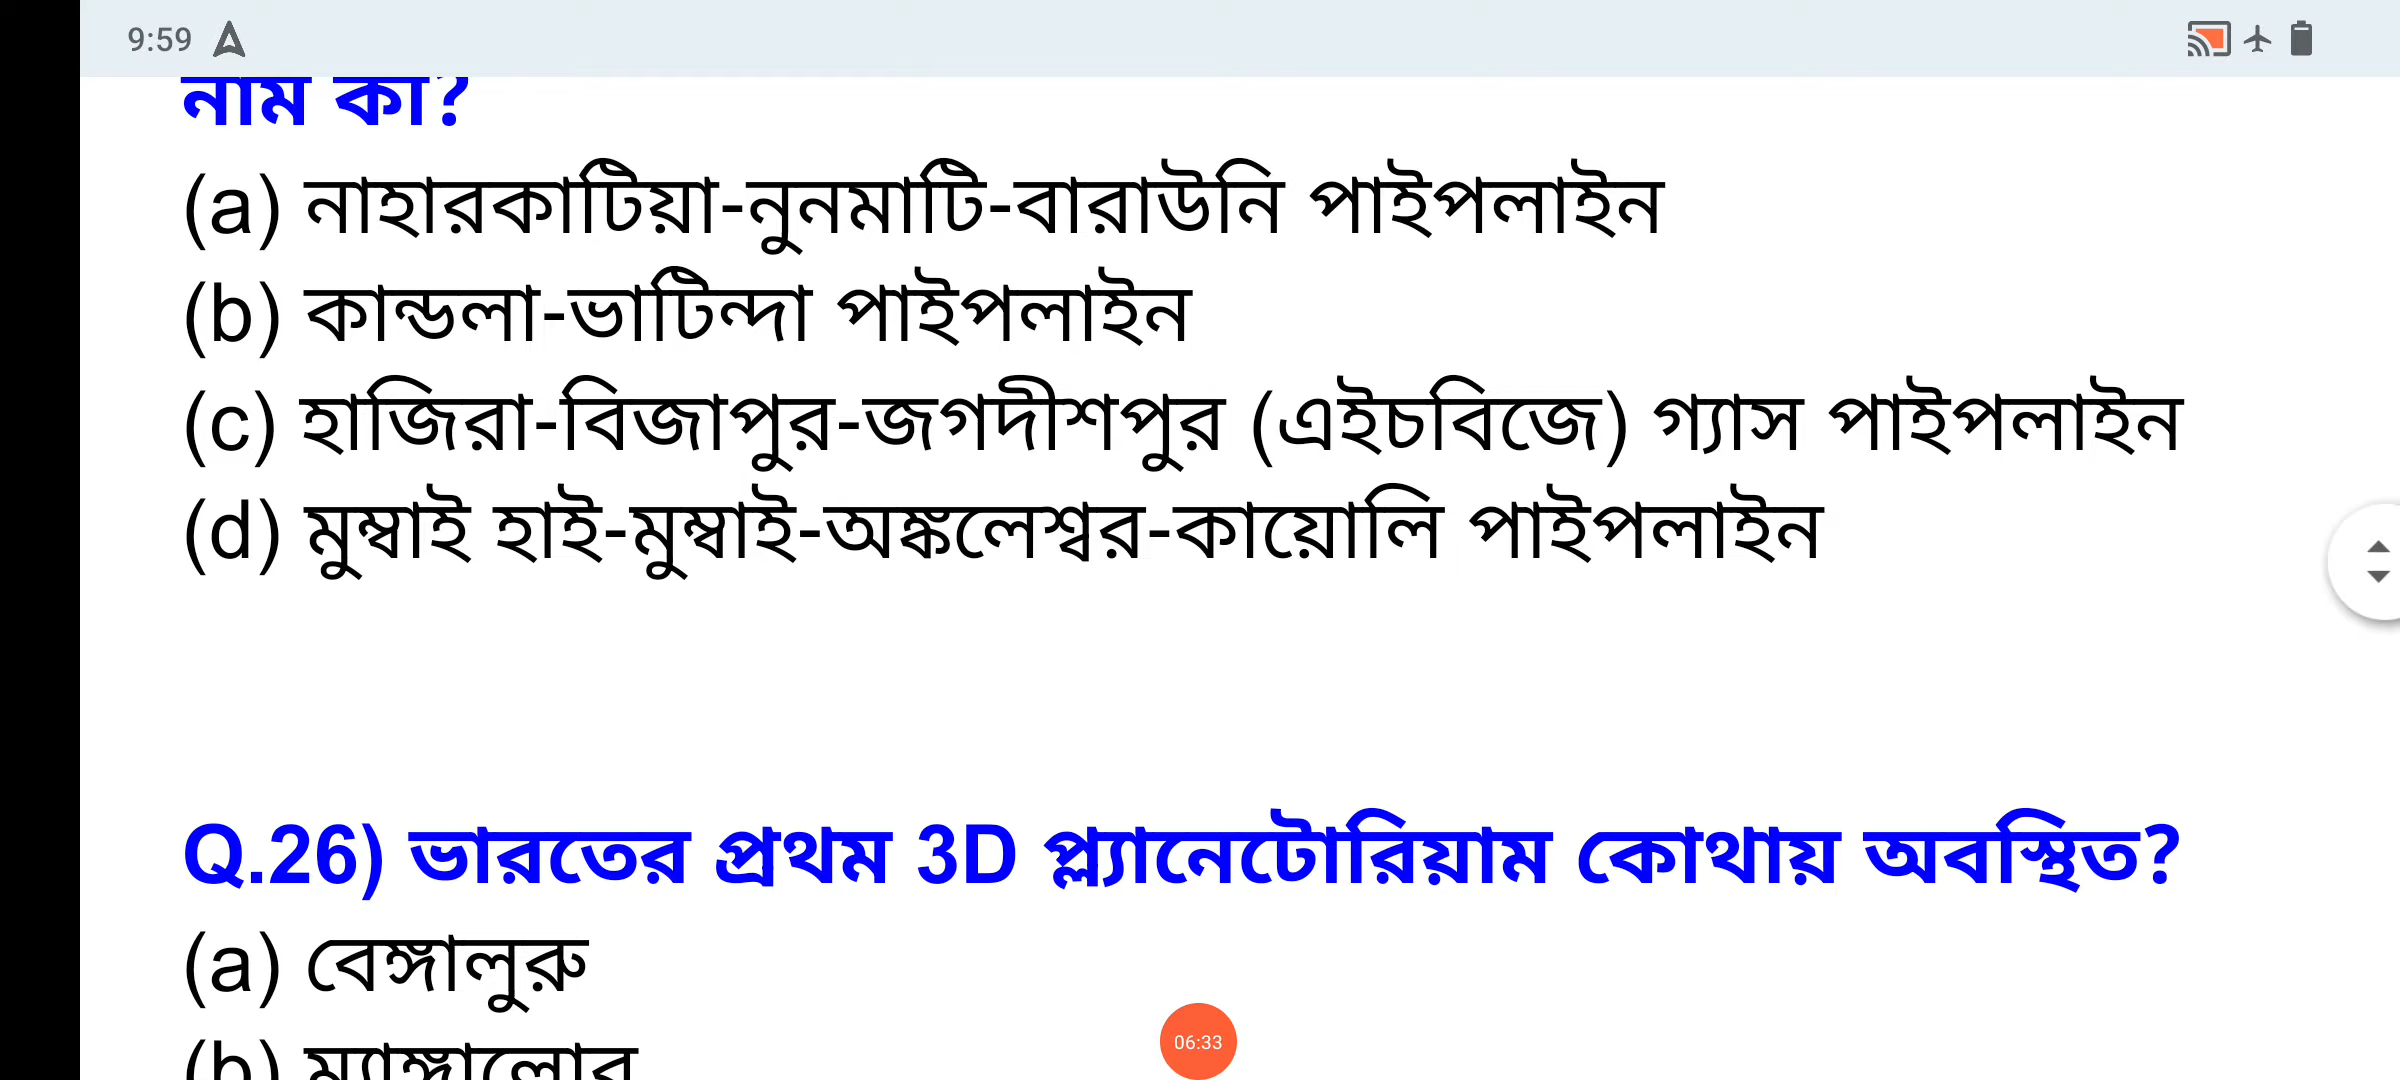 9:59
নাম কী?
(a) নাহারকাটিয়া-নুনমাটি-বারাউনি পাইপলাইন
(b) কান্ডলা-ভাটিন্দা পাইপলাইন
(c) হাজিরা-বিজাপুর-জগদীশপুর (এইচবিজে) গ্যাস পাইপলাইন
(d) মুম্বাই হাই-মুম্বাই-অঙ্কলেশ্বর-কায়োলি পাইপলাইন
Q.26) ভারতের প্রথম 3D প্ল্যানেটোরিয়াম কোথায় অবস্থিত?
(a) বেঙ্গালুরু
(b) ম্যাঙ্গালোর
06:33